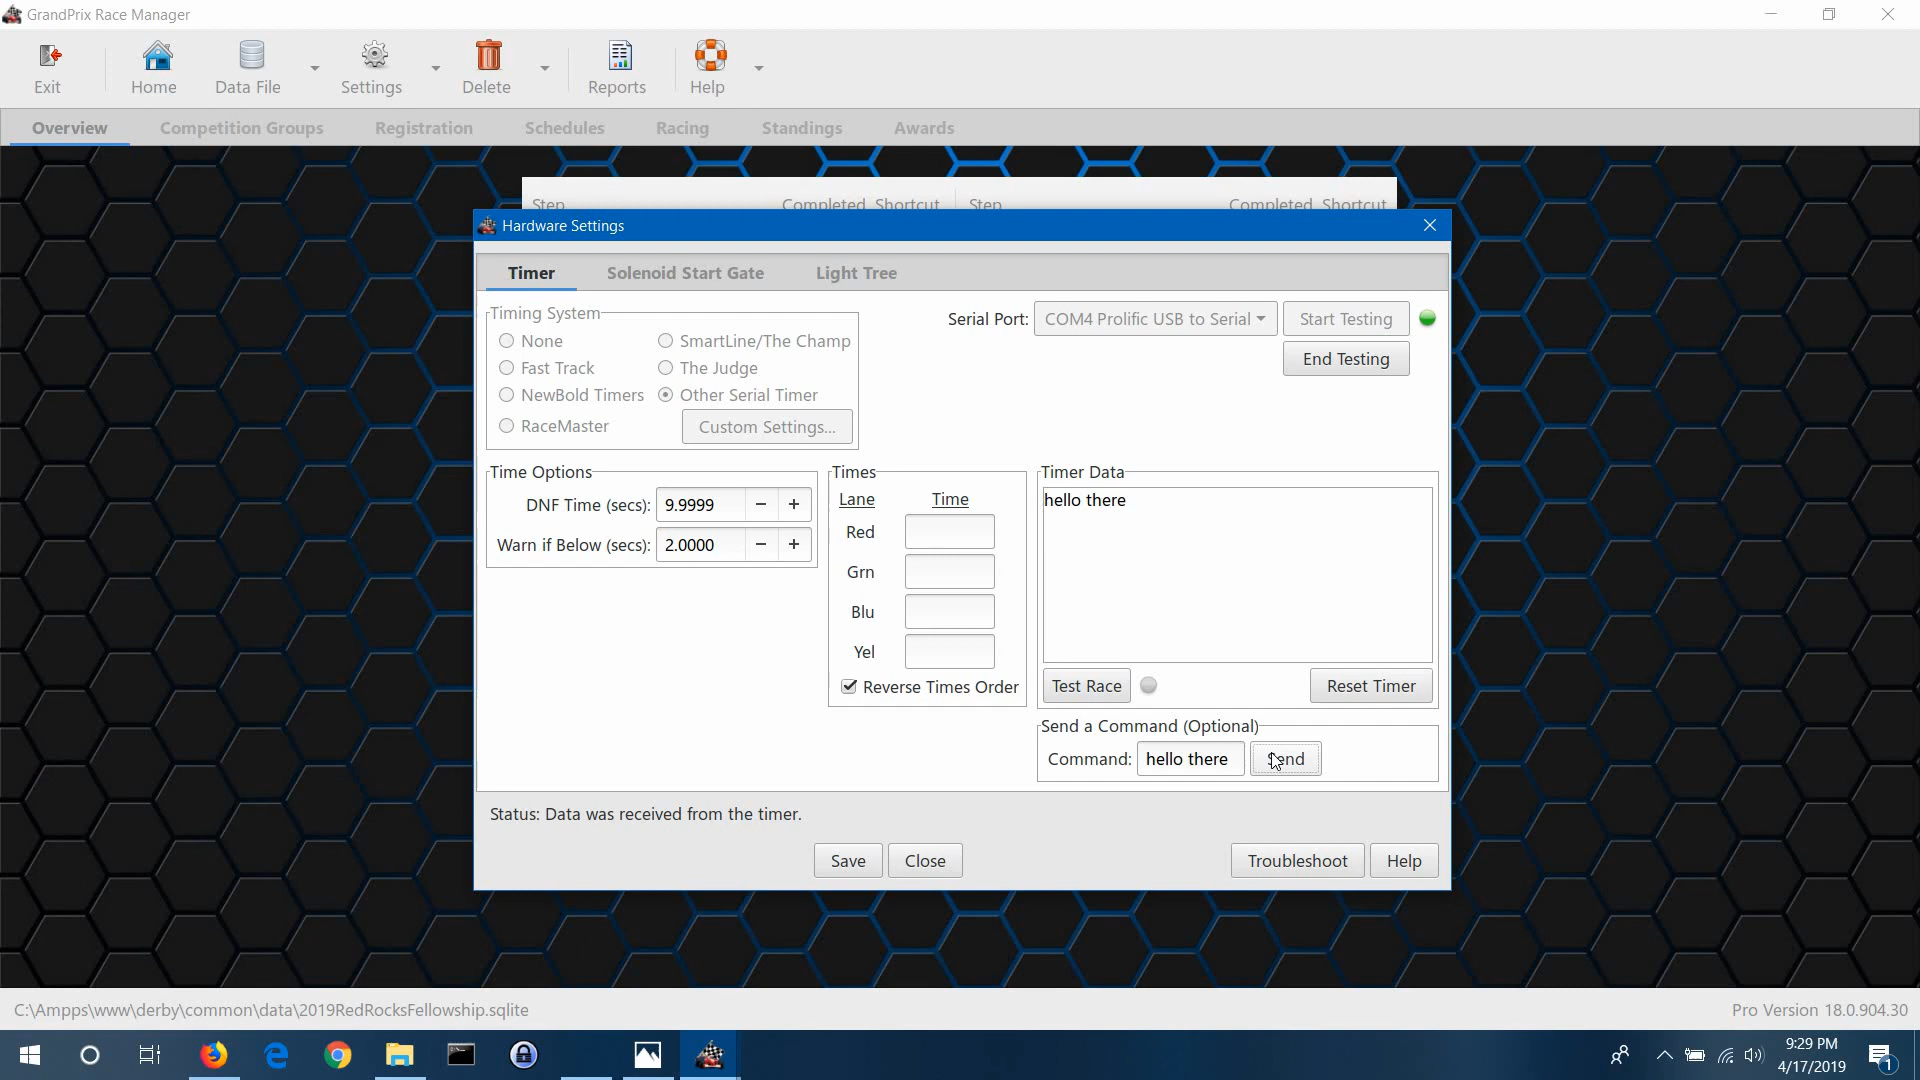 GrandPrix Race Manager
Exit
Home
Data File
Settings
Delete
Reports
Help
Overview
Competition Groups
Registration
Schedules
Racing
Standings
Awards
Step Completed Shortcut Step Completed Shortcut
Hardware Settings
Timer
Solenoid Start Gate
Light Tree
Timing System
None
SmartLine/The Champ
Fast Track
The Judge
NewBold Timers
Other Serial Timer
RaceMaster
Custom Settings...
Serial Port: COM4 Prolific USB to Serial
Start Testing
End Testing
Time Options
DNF Time (secs): 9.9999 − +
Warn if Below (secs): 2.0000 − +
Times
Lane Time
Red
Grn
Blu
Yel
Reverse Times Order
Timer Data
hello there
Test Race
Reset Timer
Send a Command (Optional)
Command: hello there Send
Status: Data was received from the timer.
Save
Close
Troubleshoot
Help
C:\Ampps\www\derby\common\data\2019RedRocksFellowship.sqlite
Pro Version 18.0.904.30
9:29 PM
4/17/2019
1